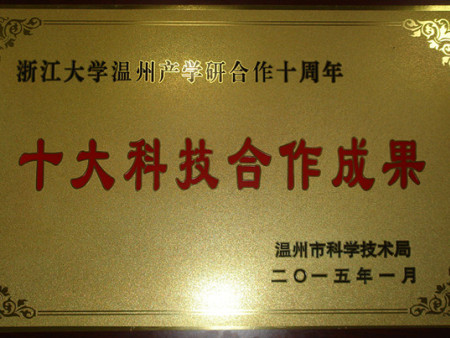 浙江大学温州产学研合作十周年
十大科技合作成果
温州市科学技术局
二〇一五年一月